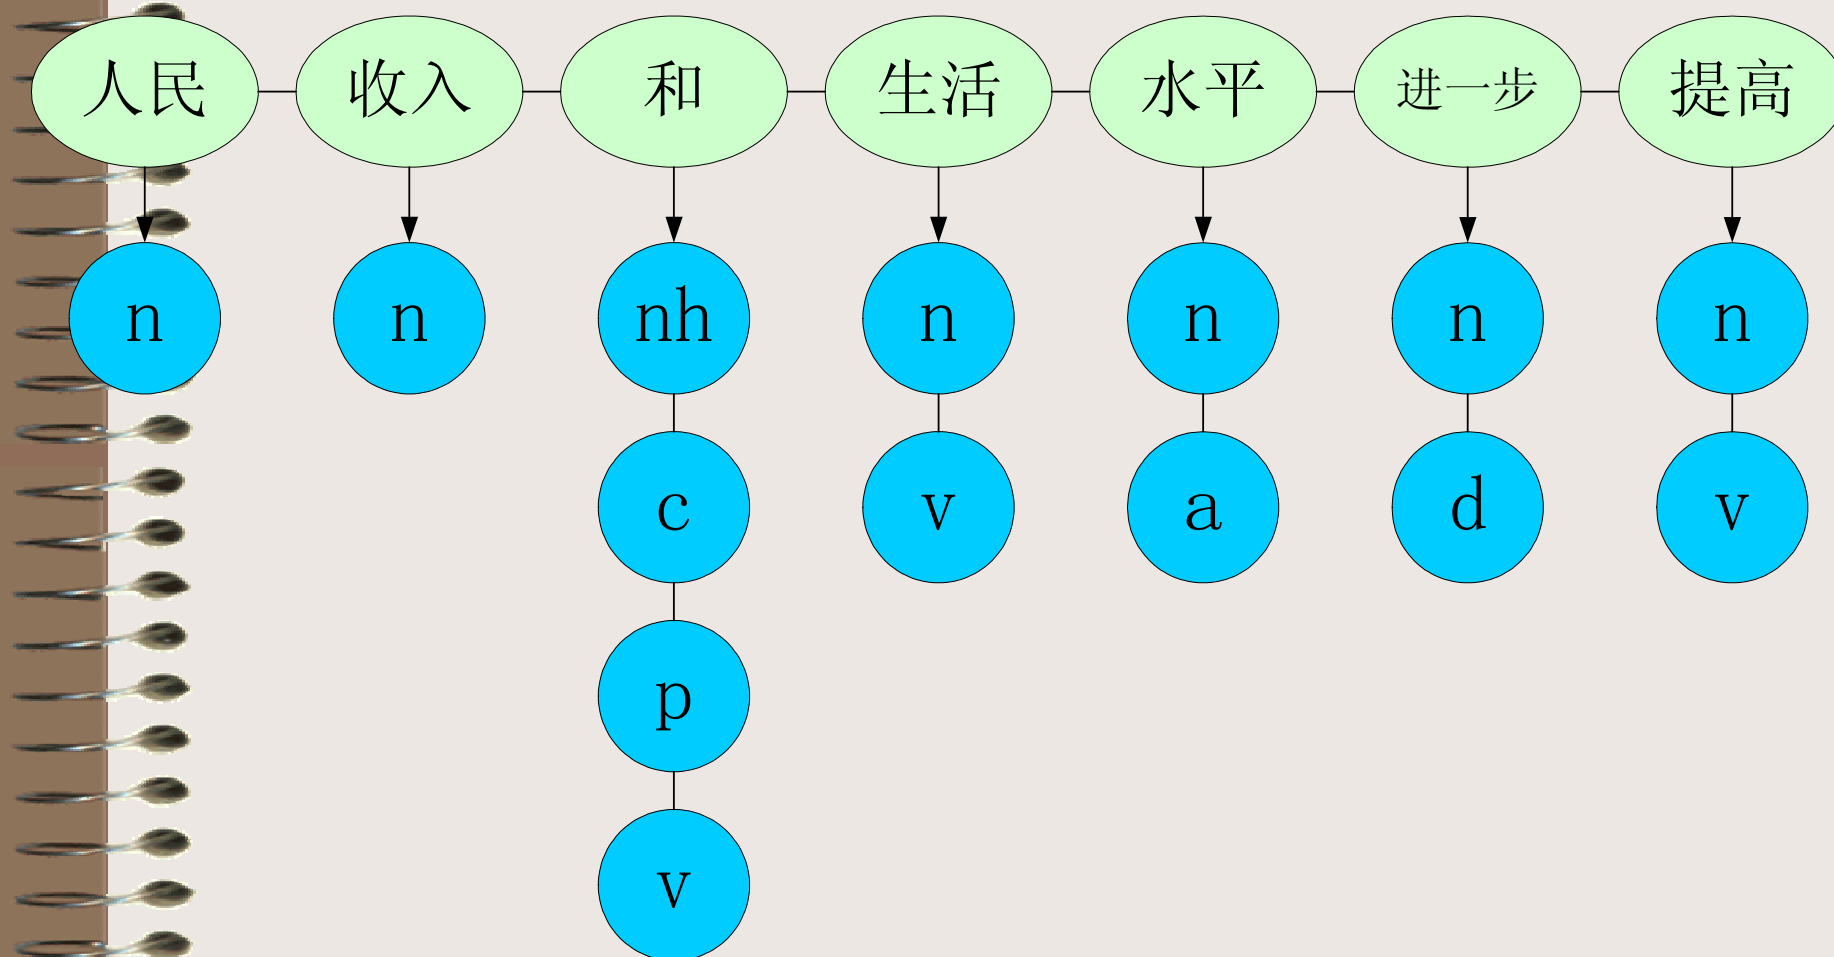 人民 收入 和 生活 水平 进一步 提高
n n nh n n n n
c v a d v
p
v